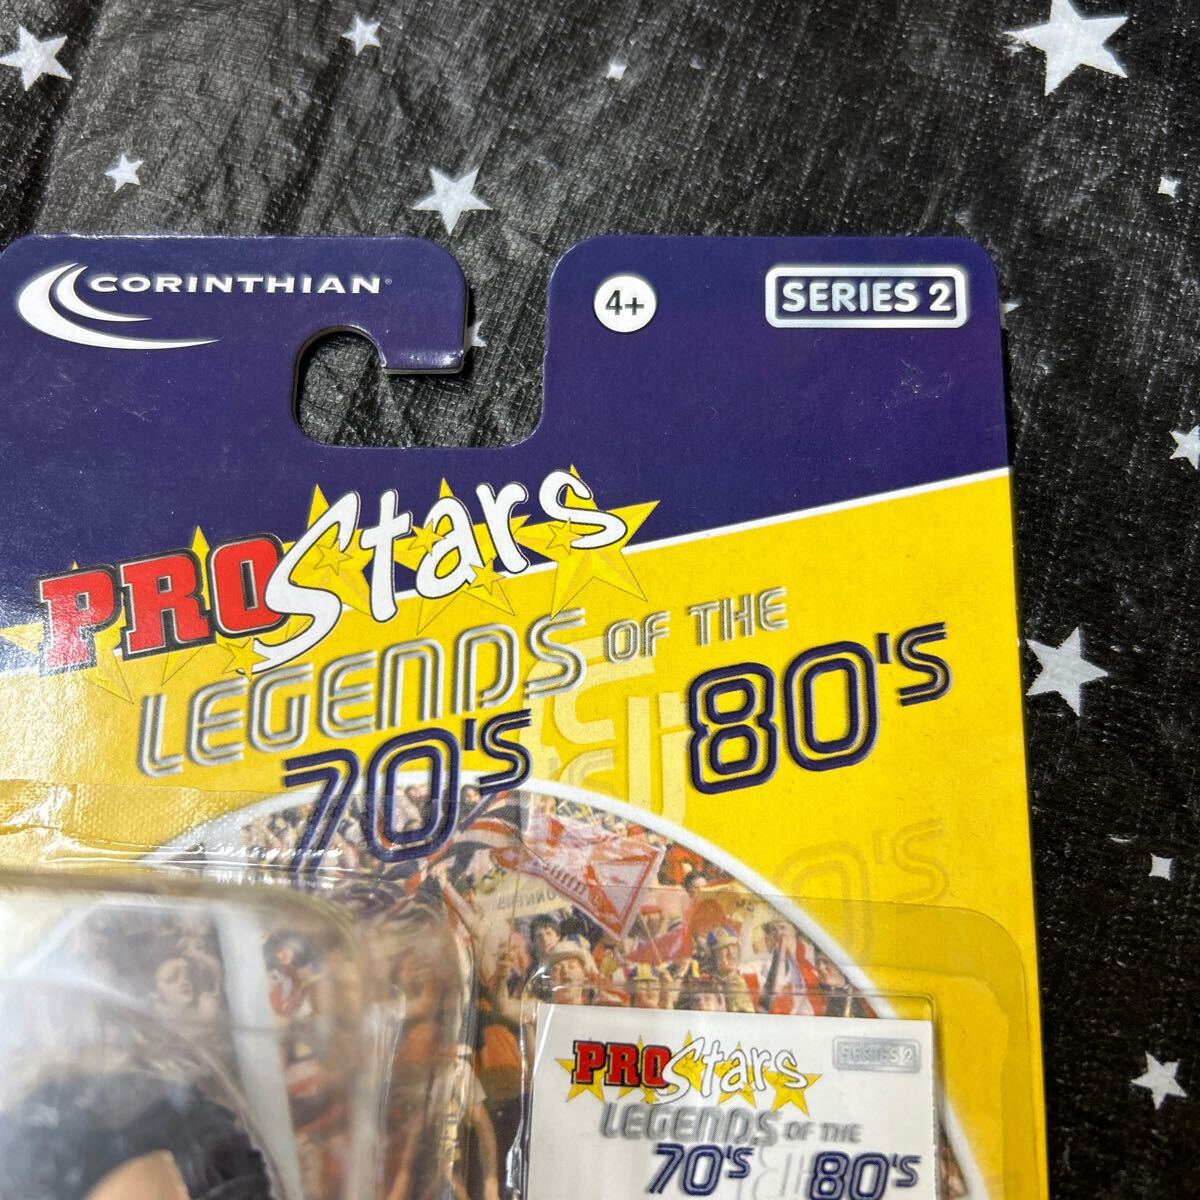 CORINTHIAN®
4+
SERIES 2
PROStars
LEGENDS OF THE
70's 80's
PROStars
SERIES 2
LEGENDS OF THE
70's 80's